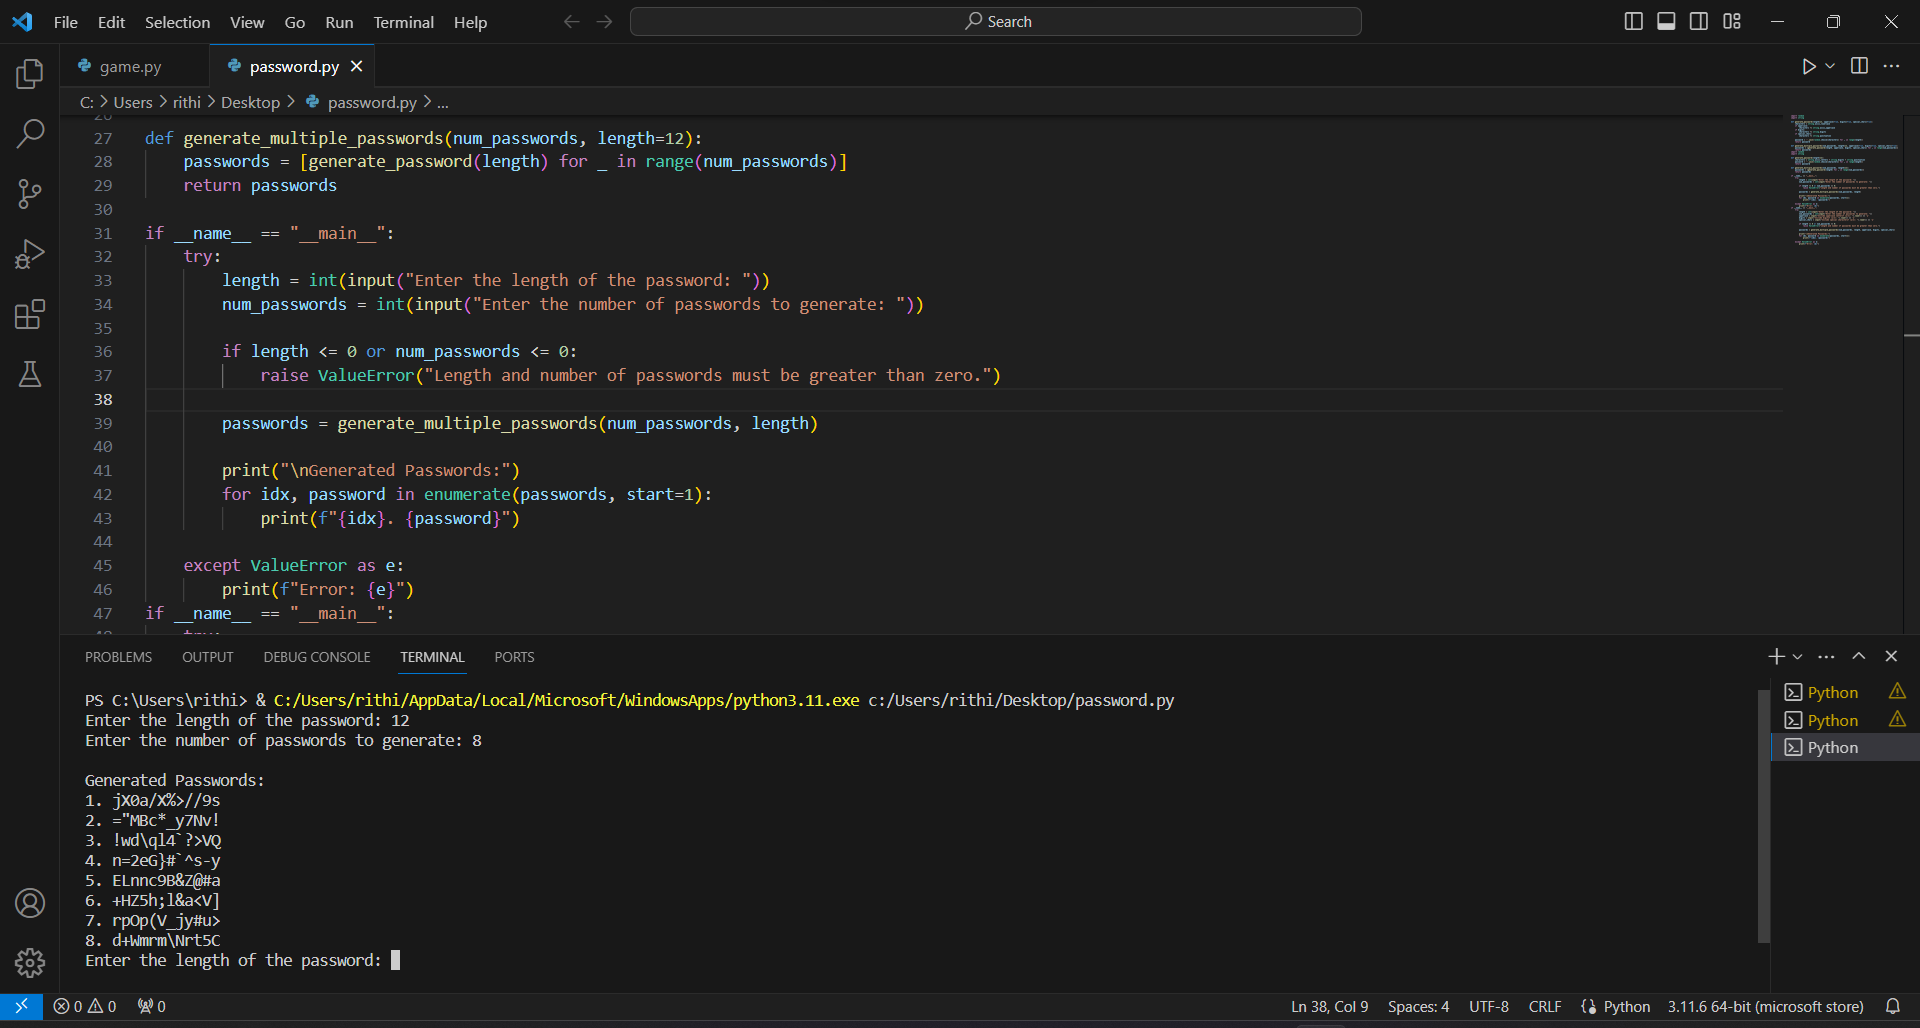 File Edit Selection View Go Run Terminal Help
Search
game.py
password.py
C: > Users > rithi > Desktop > password.py > ...
26
27 def generate_multiple_passwords(num_passwords, length=12):
28 passwords = [generate_password(length) for _ in range(num_passwords)]
29 return passwords
30
31 if __name__ == "__main__":
32 try:
33 length = int(input("Enter the length of the password: "))
34 num_passwords = int(input("Enter the number of passwords to generate: "))
35
36 if length <= 0 or num_passwords <= 0:
37 raise ValueError("Length and number of passwords must be greater than zero.")
38
39 passwords = generate_multiple_passwords(num_passwords, length)
40
41 print("\nGenerated Passwords:")
42 for idx, password in enumerate(passwords, start=1):
43 print(f"{idx}. {password}")
44
45 except ValueError as e:
46 print(f"Error: {e}")
47 if __name__ == "__main__":
48 try:
PROBLEMS OUTPUT DEBUG CONSOLE TERMINAL PORTS
PS C:\Users\rithi> & C:/Users/rithi/AppData/Local/Microsoft/WindowsApps/python3.11.exe c:/Users/rithi/Desktop/password.py
Enter the length of the password: 12
Enter the number of passwords to generate: 8
Generated Passwords:
1. jX0a/X%>//9s
2. ="MBc*_y7Nv!
3. !wd\ql4`?>VQ
4. n=2eG}#`^s-y
5. ELnnc9B&Z@#a
6. +HZ5h;l&a<V]
7. rpOp(V_jy#u>
8. d+Wmrm\Nrt5C
Enter the length of the password:
Python
Python
Python
0 0 0
Ln 38, Col 9 Spaces: 4 UTF-8 CRLF Python 3.11.6 64-bit (microsoft store)